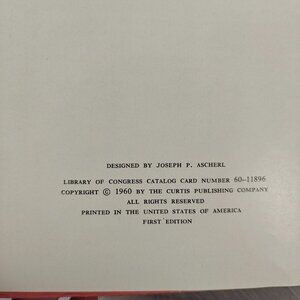 DESIGNED BY JOSEPH P. ASCHERL
LIBRARY OF CONGRESS CATALOG CARD NUMBER 60–11896
COPYRIGHT © 1960 BY THE CURTIS PUBLISHING COMPANY
ALL RIGHTS RESERVED
PRINTED IN THE UNITED STATES OF AMERICA
FIRST EDITION